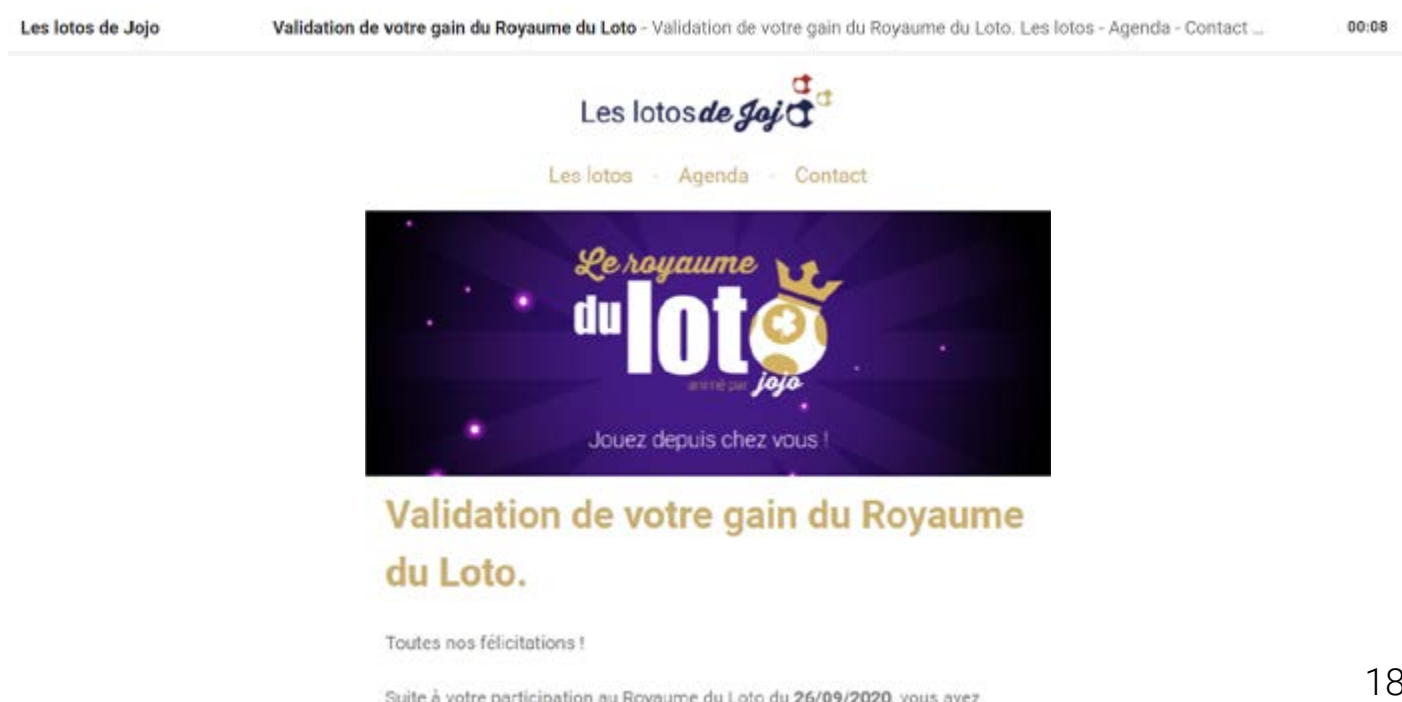 Les lotos de Jojo Validation de votre gain du Royaume du Loto - Validation de votre gain du Royaume du Loto. Les lotos - Agenda - Contact ... 00:08
Les lotos de Jojo
Les lotos - Agenda - Contact
Le royaume
du loto
animé par jojo
Jouez depuis chez vous !
Validation de votre gain du Royaume
du Loto.
Toutes nos félicitations !
18
Suite à votre participation au Royaume du Loto du 26/09/2020, vous avez